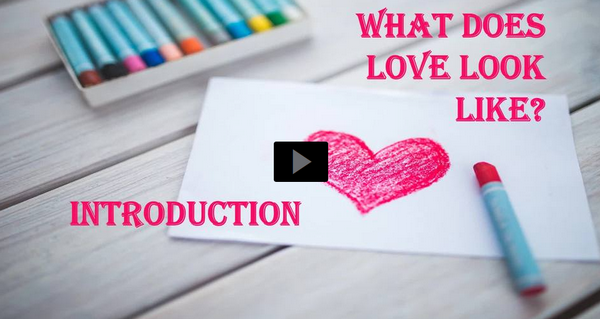 WHAT DOES
LOVE LOOK
LIKE?
INTRODUCTION